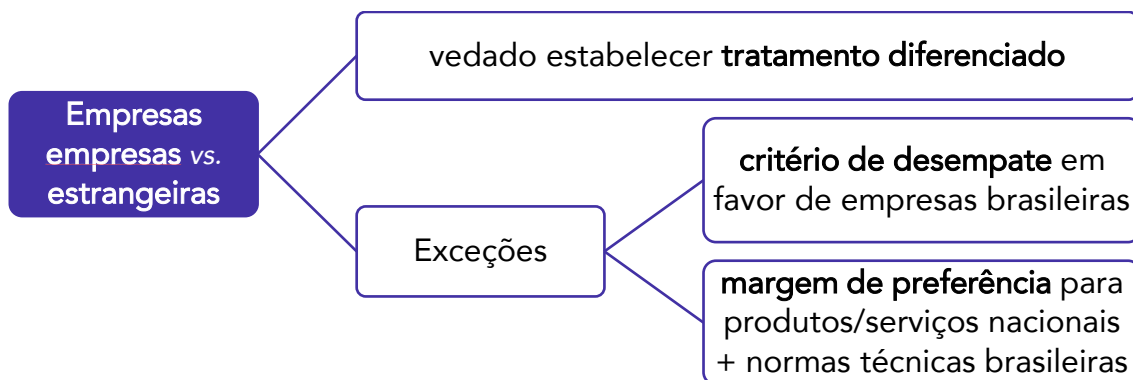 vedado estabelecer tratamento diferenciado
Empresas
empresas vs.
estrangeiras
critério de desempate em
favor de empresas brasileiras
Exceções
margem de preferência para
produtos/serviços nacionais
+ normas técnicas brasileiras